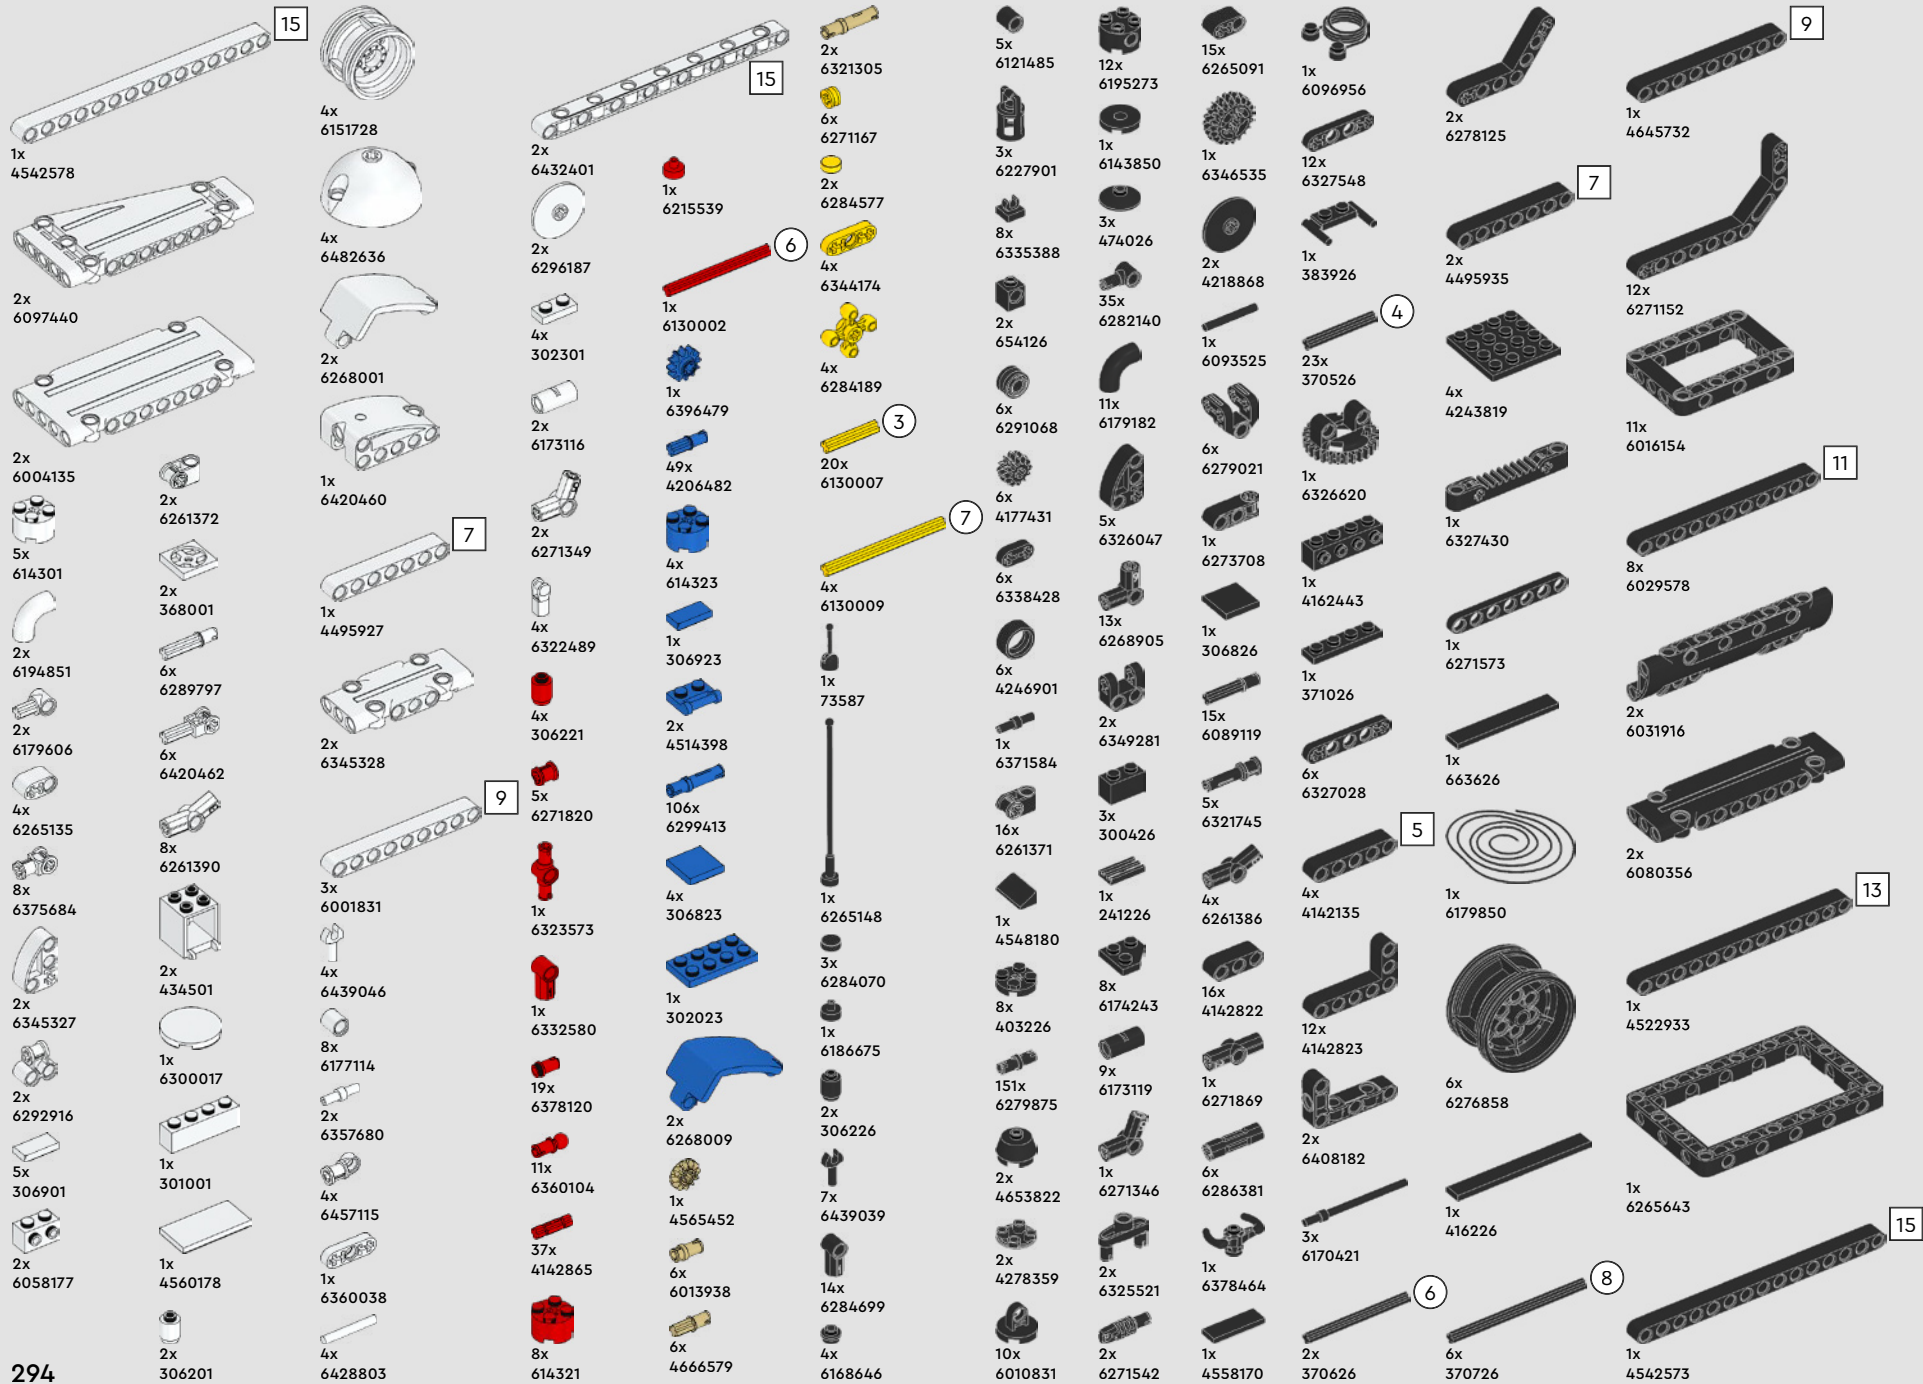 15
1x
4542578
2x
6097440
2x
6004135
5x
614301
2x
6194851
2x
6179606
4x
6265135
8x
6375684
2x
6345327
2x
6292916
5x
306901
2x
6058177
294
2x
6261372
2x
368001
6x
6289797
6x
6420462
8x
6261390
2x
434501
1x
6300017
1x
301001
1x
4560178
2x
306201
4x
6151728
4x
6482636
2x
6268001
1x
6420460
7
1x
4495927
2x
6345328
9
3x
6001831
4x
6439046
8x
6177114
2x
6357680
4x
6457115
1x
6360038
4x
6428803
15
2x
6432401
2x
6296187
4x
302301
2x
6173116
2x
6271349
4x
6322489
4x
306221
5x
6271820
1x
6323573
1x
6332580
19x
6378120
11x
6360104
37x
4142865
8x
614321
1x
6215539
6
1x
6130002
1x
6396479
49x
4206482
4x
614323
1x
306923
2x
4514398
106x
6299413
4x
306823
1x
302023
2x
6268009
1x
4565452
6x
6013938
6x
4666579
2x
6321305
6x
6271167
2x
6284577
4x
6344174
4x
6284189
3
20x
6130007
7
4x
6130009
1x
73587
1x
6265148
3x
6284070
1x
6186675
2x
306226
7x
6439039
14x
6284699
4x
6168646
5x
6121485
3x
6227901
8x
6335388
2x
654126
6x
6291068
6x
4177431
6x
6338428
6x
4246901
1x
6371584
16x
6261371
1x
4548180
8x
403226
151x
6279875
2x
4653822
2x
4278359
10x
6010831
12x
6195273
1x
6143850
3x
474026
35x
6282140
11x
6179182
5x
6326047
13x
6268905
2x
6349281
3x
300426
1x
241226
8x
6174243
9x
6173119
1x
6271346
2x
6325521
2x
6271542
15x
6265091
1x
6346535
2x
4218868
1x
6093525
6x
6279021
1x
6273708
1x
306826
15x
6089119
5x
6321745
4x
6261386
16x
4142822
1x
6271869
6x
6286381
1x
6378464
1x
4558170
1x
6096956
12x
6327548
1x
383926
4
23x
370526
1x
6326620
1x
4162443
1x
371026
6x
6327028
5
4x
4142135
12x
4142823
2x
6408182
3x
6170421
6
2x
370626
2x
6278125
7
2x
4495935
4x
4243819
1x
6327430
1x
6271573
1x
663626
1x
6179850
6x
6276858
1x
416226
8
6x
370726
9
1x
4645732
12x
6271152
11x
6016154
11
8x
6029578
2x
6031916
2x
6080356
13
1x
4522933
1x
6265643
15
1x
4542573